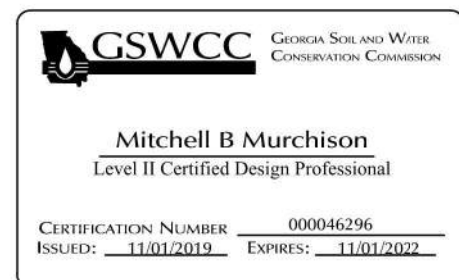 GSWCC
GEORGIA SOIL AND WATER
CONSERVATION COMMISSION
Mitchell B Murchison
Level II Certified Design Professional
CERTIFICATION NUMBER 000046296
ISSUED: 11/01/2019 EXPIRES: 11/01/2022